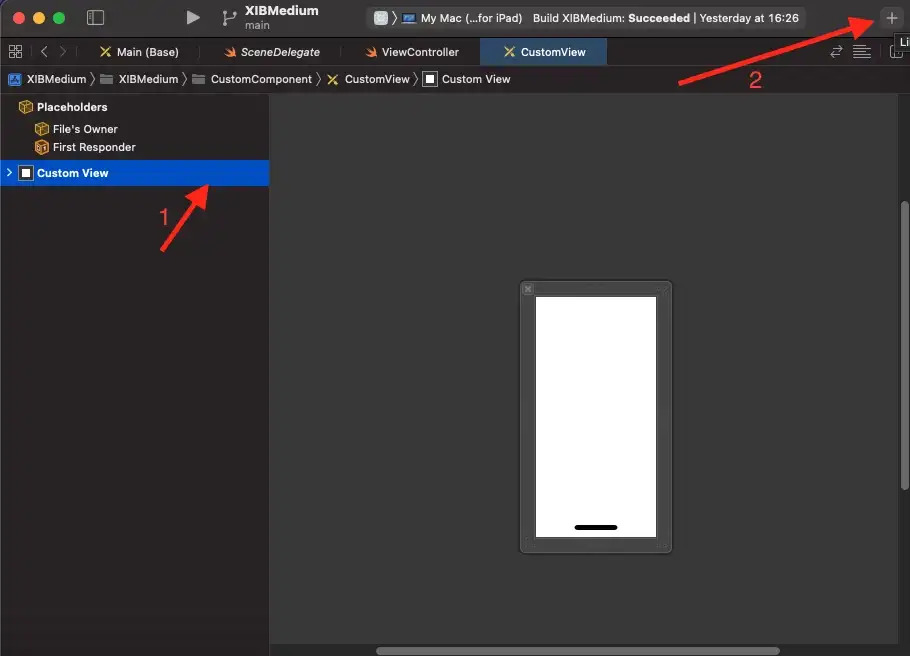 XIBMedium
main
My Mac (...for iPad) Build XIBMedium: Succeeded | Yesterday at 16:26
Li
Main (Base) SceneDelegate ViewController CustomView
2
XIBMedium XIBMedium CustomComponent CustomView Custom View
Placeholders
File's Owner
First Responder
Custom View
1